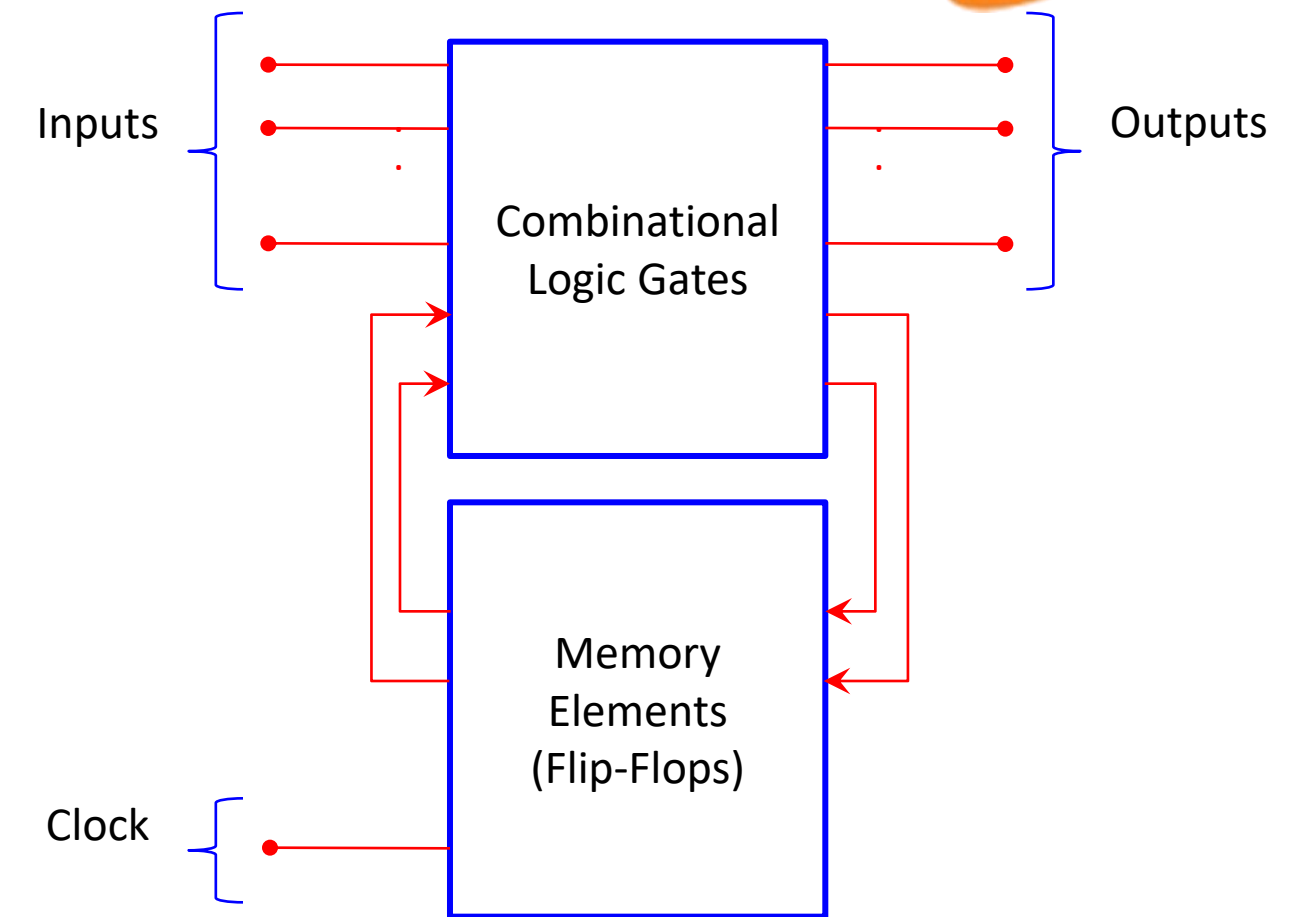 Inputs
Outputs
Combinational
Logic Gates
Memory
Elements
(Flip-Flops)
Clock